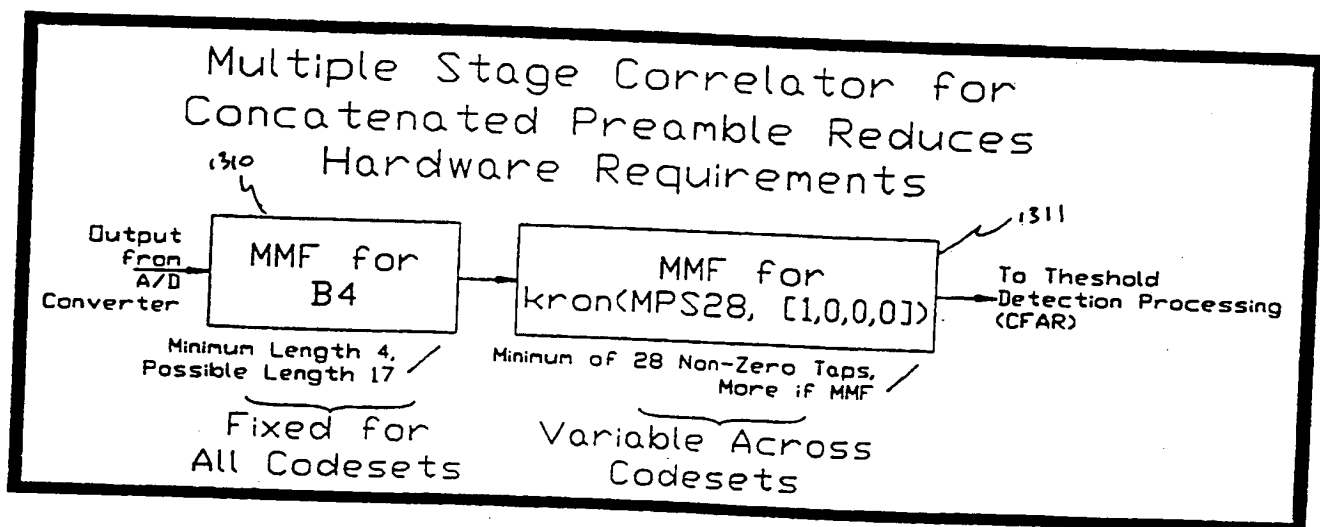 Multiple Stage Correlator for
Concatenated Preamble Reduces
Hardware Requirements
1310
1311
Output
fron
A/D
Converter
MMF for
B4
MMF for
kron(MPS28, [1,0,0,0])
To Theshold
Detection Processing
(CFAR)
Mininum Length 4,
Possible Length 17
Mininum of 28 Non-Zero Taps,
More if MMF
Fixed for
All Codesets
Variable Across
Codesets